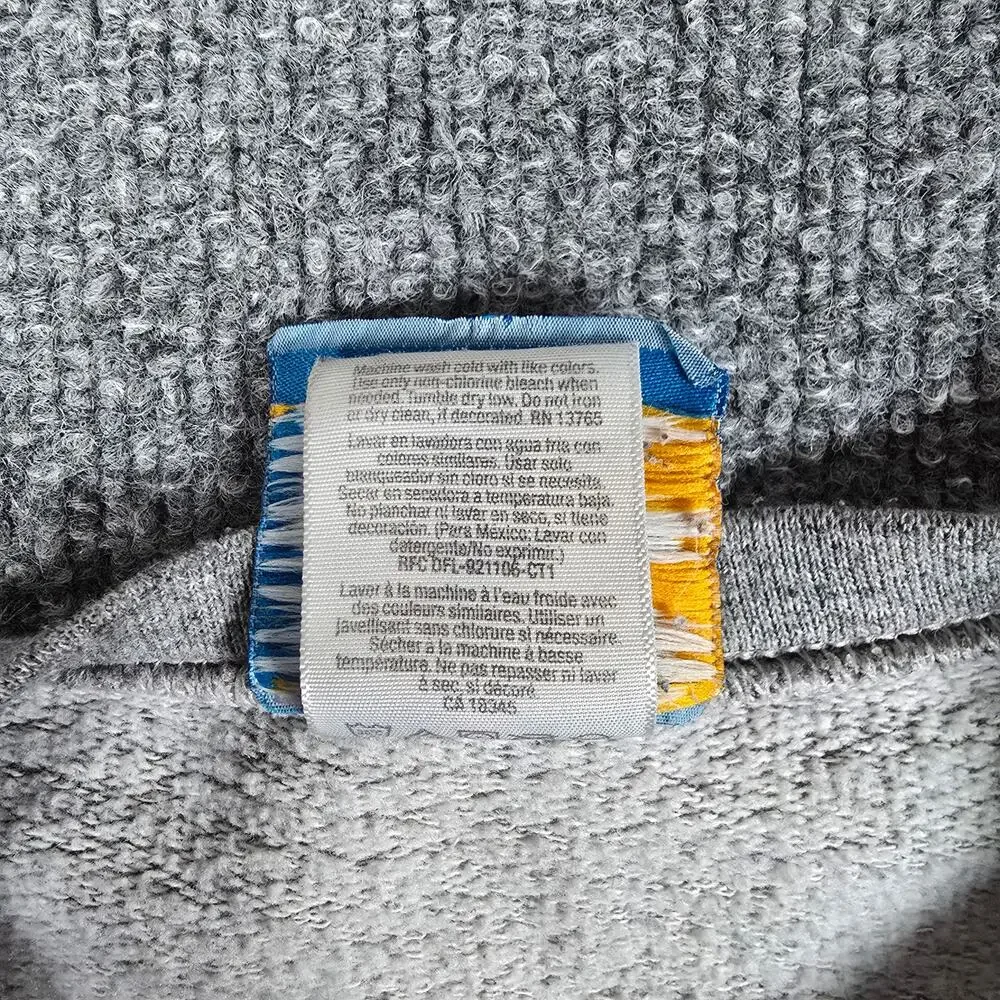 Machine wash cold with like colors.
Use only non-chlorine bleach when
needed. Tumble dry low. Do not iron
or dry clean, if decorated. RN 13765
Lavar en lavadora con agua fria con
colores similares. Usar solo
blanqueador sin cloro si se necesita.
Secar en secadora a temperatura baja.
No planchar ni lavar en seco, si tiene
decoración. (Para México: Lavar con
detergente/No exprimir.)
RFC DFL-921106-CT1
Laver à la machine à l'eau froide avec
des couleurs similaires. Utiliser un
javellisant sans chlorure si nécessaire.
Sécher à la machine à basse
température. Ne pas repasser ni laver
à sec, si décoré
CA 18345